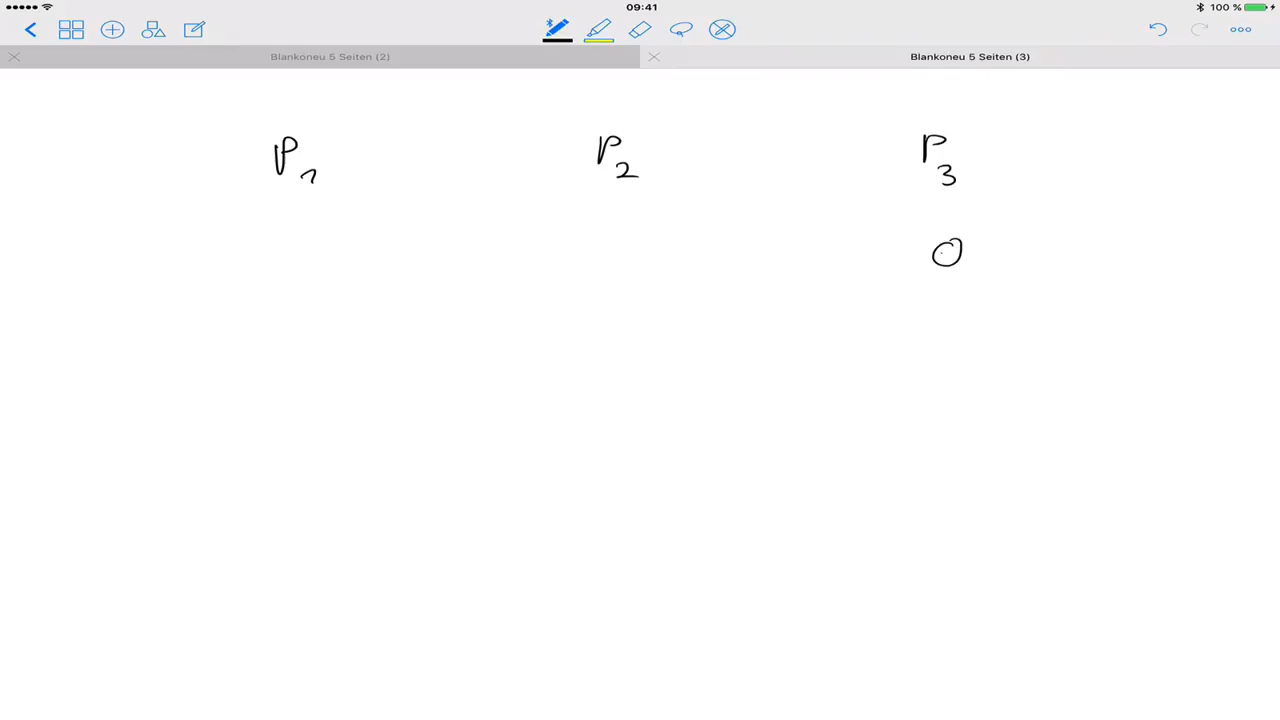 09:41 100 %
Blankoneu 5 Seiten (2) Blankoneu 5 Seiten (3)
P₁ P₂ P₃
0